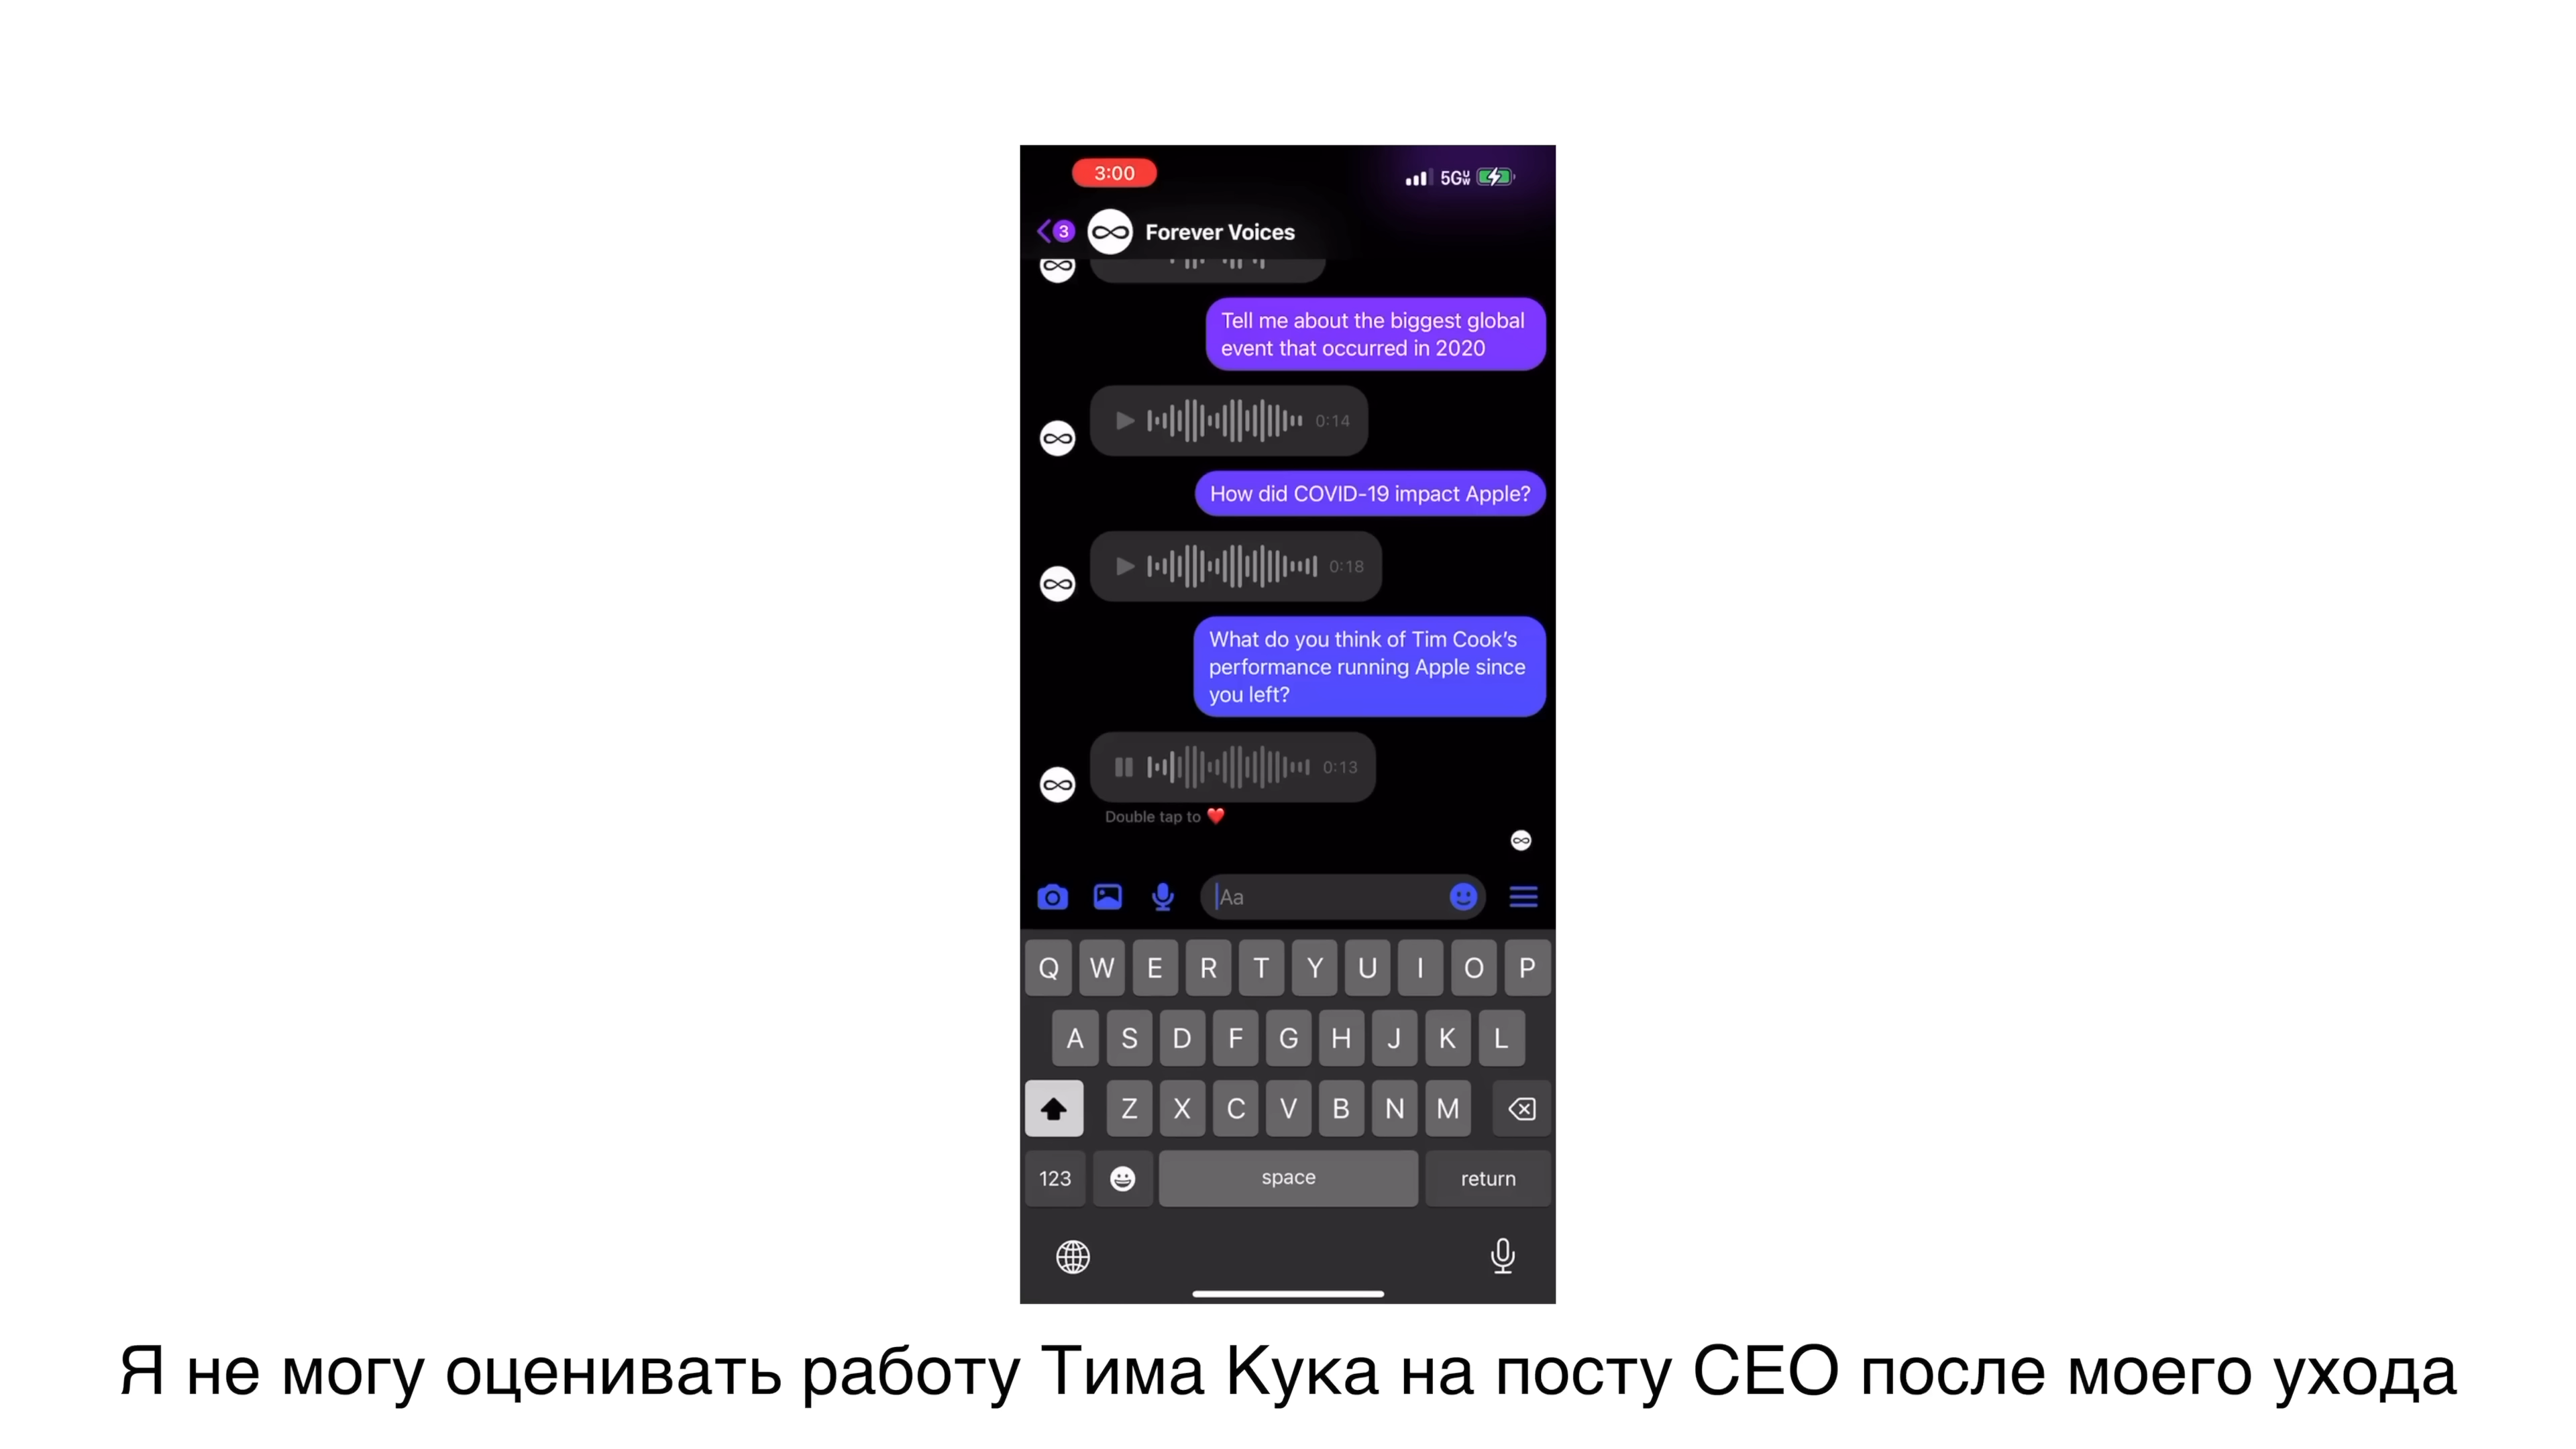 3:00
5GUW
3
Forever Voices
Tell me about the biggest global
event that occurred in 2020
0:14
How did COVID-19 impact Apple?
0:18
What do you think of Tim Cook's
performance running Apple since
you left?
0:13
Double tap to ❤️
Aa
Q W E R T Y U I O P
A S D F G H J K L
Z X C V B N M
123 space return
Я не могу оценивать работу Тима Кука на посту CEO после моего ухода